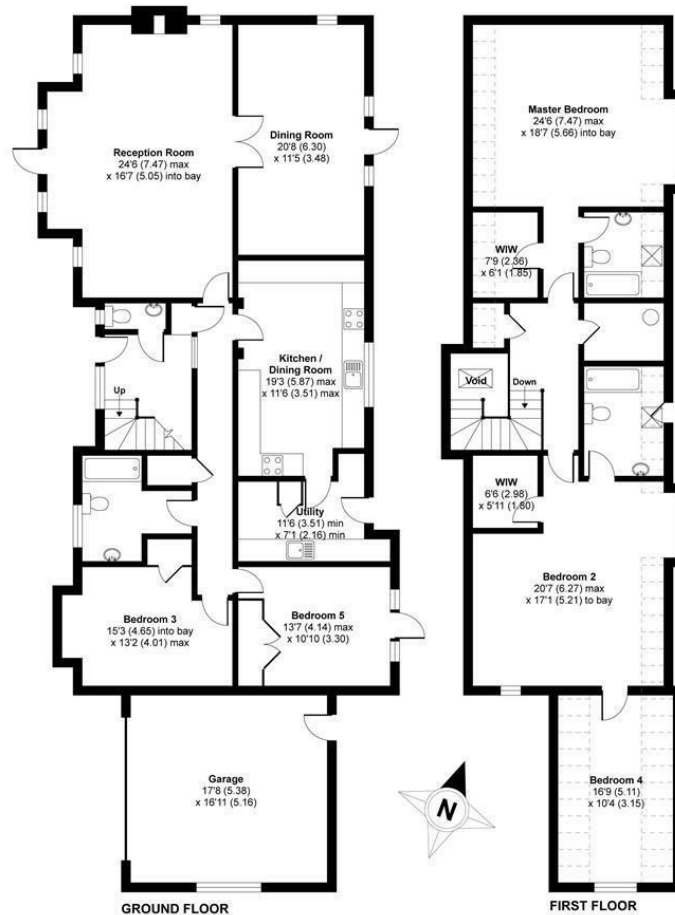 Reception Room
24'6 (7.47) max
x 16'7 (5.05) into bay
Dining Room
20'8 (6.30)
x 11'5 (3.48)
Kitchen /
Dining Room
19'3 (5.87) max
x 11'6 (3.51) max
Up
Utility
11'6 (3.51) min
x 7'1 (2.16) min
Bedroom 3
15'3 (4.65) into bay
x 13'2 (4.01) max
Bedroom 5
13'7 (4.14) max
x 10'10 (3.30)
Garage
17'8 (5.38)
x 16'11 (5.16)
GROUND FLOOR
N
Master Bedroom
24'6 (7.47) max
x 18'7 (5.66) into bay
WIW
7'9 (2.36)
x 6'1 (1.85)
Void
Down
WIW
6'6 (2.98)
x 5'11 (1.80)
Bedroom 2
20'7 (6.27) max
x 17'1 (5.21) to bay
Bedroom 4
16'9 (5.11)
x 10'4 (3.15)
FIRST FLOOR